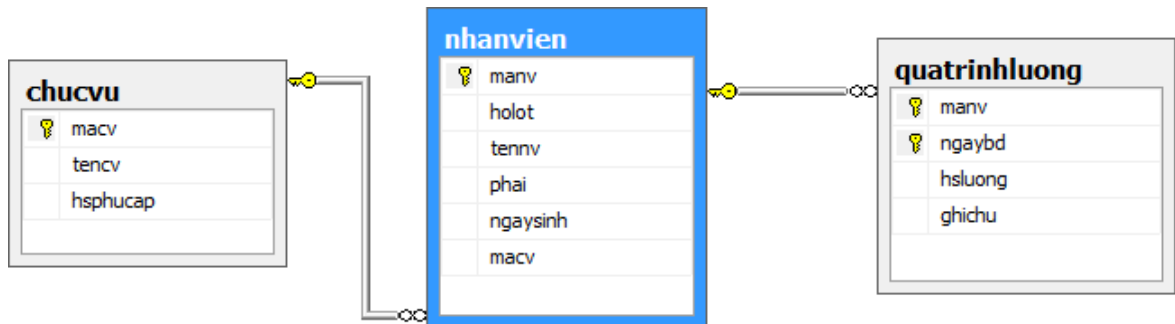 chucvu
macv
tencv
hsphucap
nhanvien
manv
holot
tennv
phai
ngaysinh
macv
quatrinhluong
manv
ngaybd
hsluong
ghichu